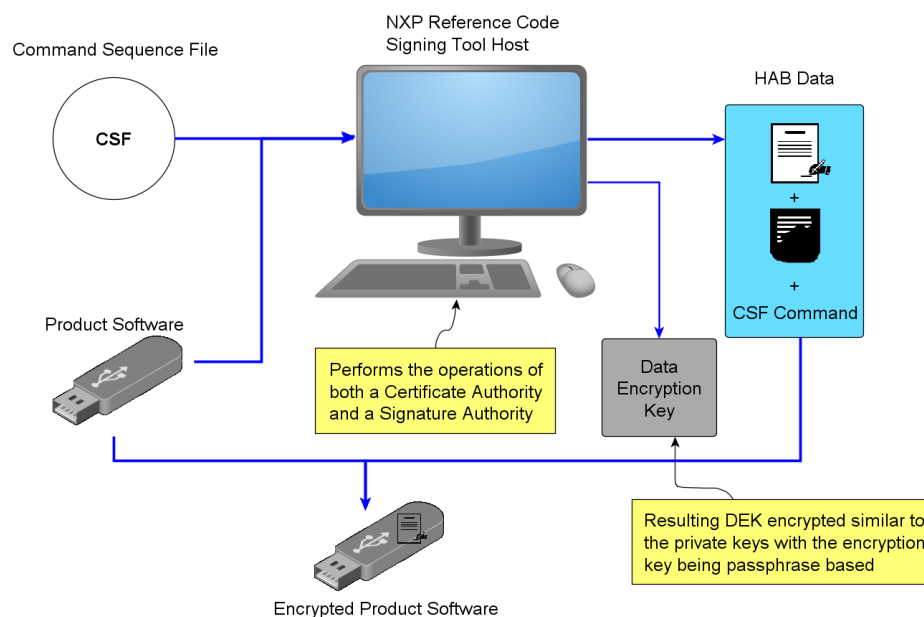 NXP Reference Code
Signing Tool Host
Command Sequence File
HAB Data
CSF
+
+
CSF Command
Product Software
Performs the operations of
both a Certificate Authority
and a Signature Authority
Data
Encryption
Key
Resulting DEK encrypted similar to
the private keys with the encryption
key being passphrase based
Encrypted Product Software